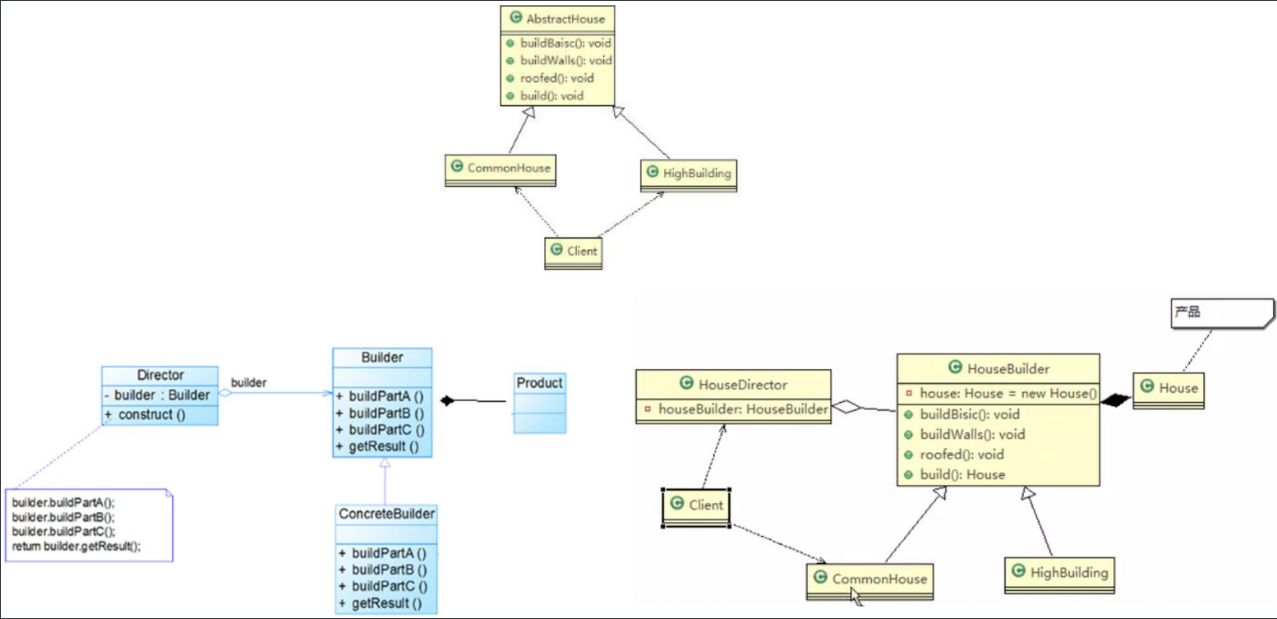 AbstractHouse
buildBaisc(): void
buildWalls(): void
roofed(): void
build(): void
CommonHouse
HighBuilding
Client
Director
- builder : Builder
+ construct ()
builder
Builder
+ buildPartA ()
+ buildPartB ()
+ buildPartC ()
+ getResult ()
Product
builder.buildPartA();
builder.buildPartB();
builder.buildPartC();
return builder.getResult();
ConcreteBuilder
+ buildPartA ()
+ buildPartB ()
+ buildPartC ()
+ getResult ()
产品
HouseDirector
houseBuilder: HouseBuilder
HouseBuilder
house: House = new House()
buildBisic(): void
buildWalls(): void
roofed(): void
build(): House
House
Client
CommonHouse
HighBuilding